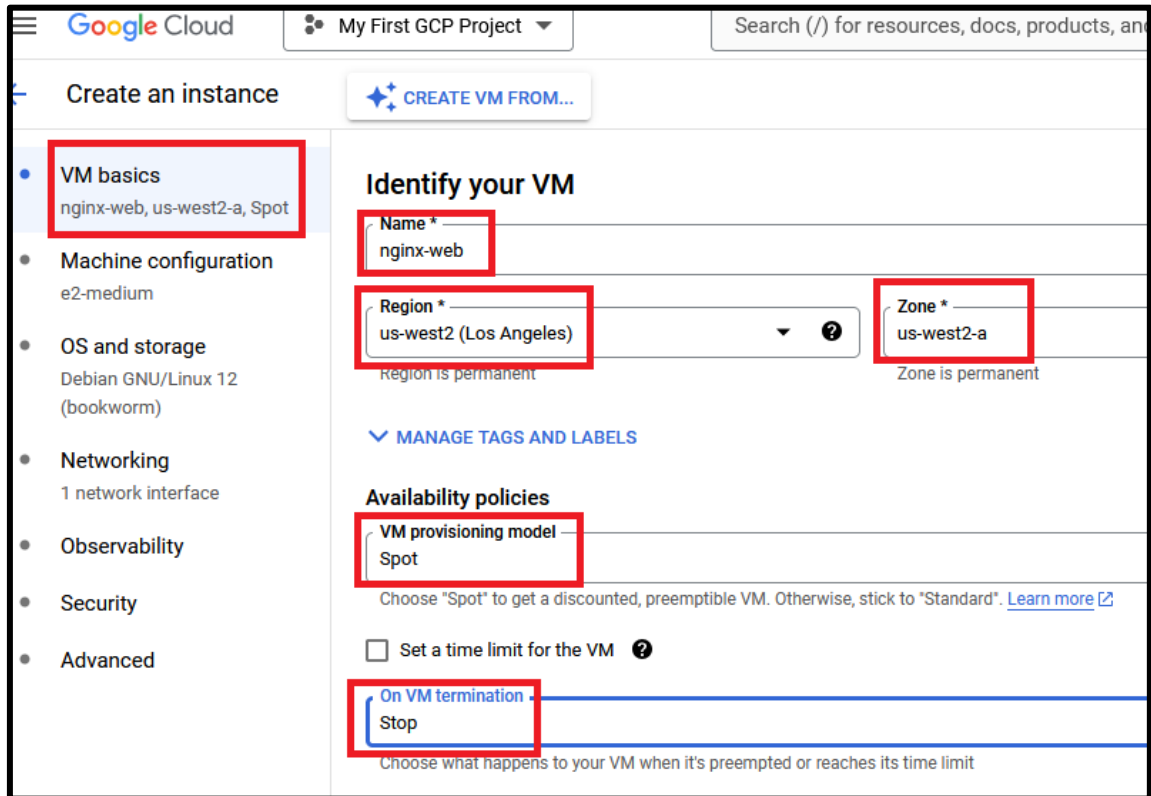 Google Cloud
My First GCP Project
Search (/) for resources, docs, products, and
Create an instance
CREATE VM FROM...
VM basics
nginx-web, us-west2-a, Spot
Machine configuration
e2-medium
OS and storage
Debian GNU/Linux 12
(bookworm)
Networking
1 network interface
Observability
Security
Advanced
Identify your VM
Name *
nginx-web
Region *
us-west2 (Los Angeles)
Region is permanent
Zone *
us-west2-a
Zone is permanent
MANAGE TAGS AND LABELS
Availability policies
VM provisioning model
Spot
Choose "Spot" to get a discounted, preemptible VM. Otherwise, stick to "Standard". Learn more
Set a time limit for the VM
On VM termination
Stop
Choose what happens to your VM when it's preempted or reaches its time limit